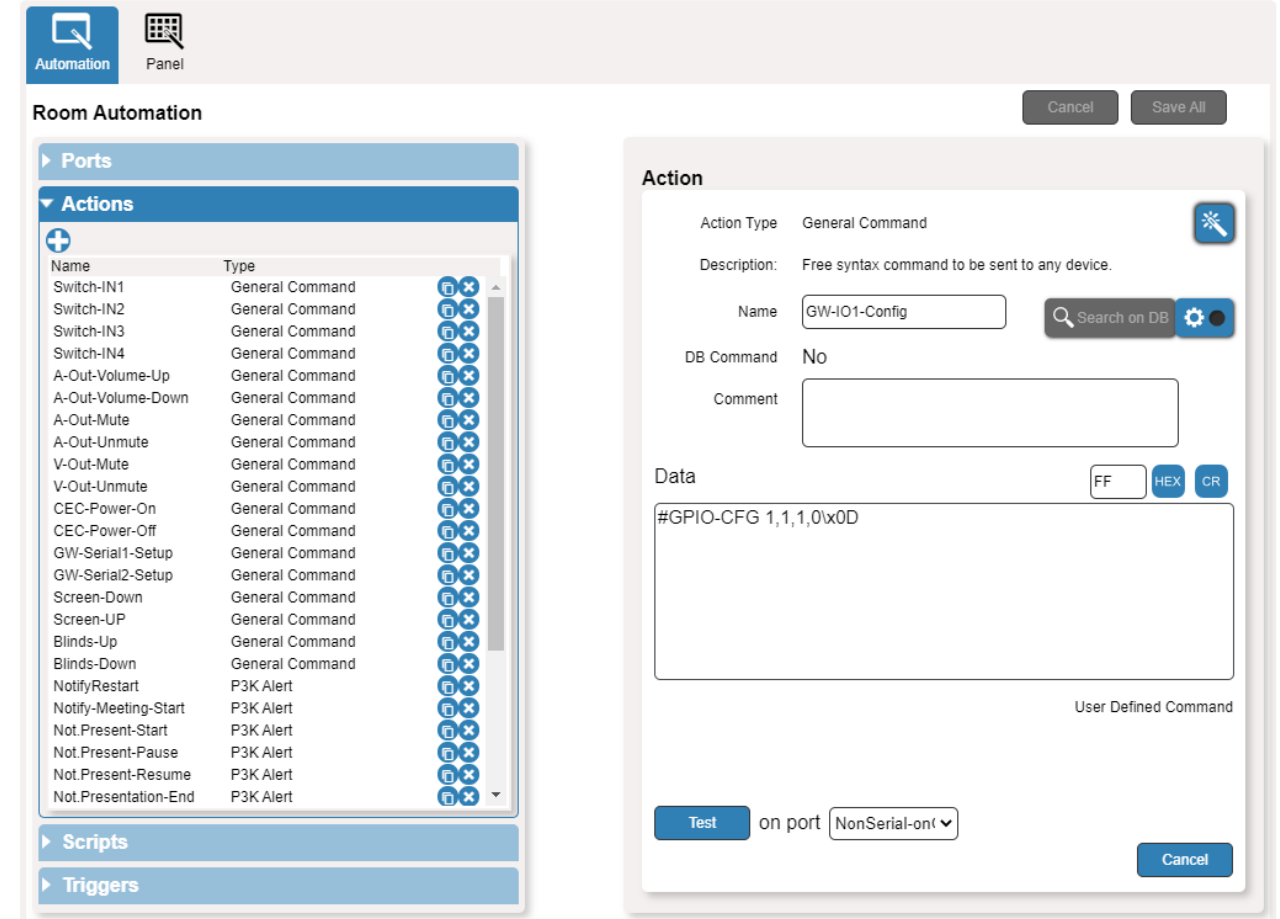 Automation
Panel
Room Automation
Cancel
Save All
Ports
Actions
Name Type
Switch-IN1 General Command
Switch-IN2 General Command
Switch-IN3 General Command
Switch-IN4 General Command
A-Out-Volume-Up General Command
A-Out-Volume-Down General Command
A-Out-Mute General Command
A-Out-Unmute General Command
V-Out-Mute General Command
V-Out-Unmute General Command
CEC-Power-On General Command
CEC-Power-Off General Command
GW-Serial1-Setup General Command
GW-Serial2-Setup General Command
Screen-Down General Command
Screen-UP General Command
Blinds-Up General Command
Blinds-Down General Command
NotifyRestart P3K Alert
Notify-Meeting-Start P3K Alert
Not.Present-Start P3K Alert
Not.Present-Pause P3K Alert
Not.Present-Resume P3K Alert
Not.Presentation-End P3K Alert
Scripts
Triggers
Action
Action Type General Command
Description: Free syntax command to be sent to any device.
Name GW-IO1-Config Search on DB
DB Command No
Comment
Data FF HEX CR
#GPIO-CFG 1,1,1,0\x0D
User Defined Command
Test on port NonSerial-on(
Cancel